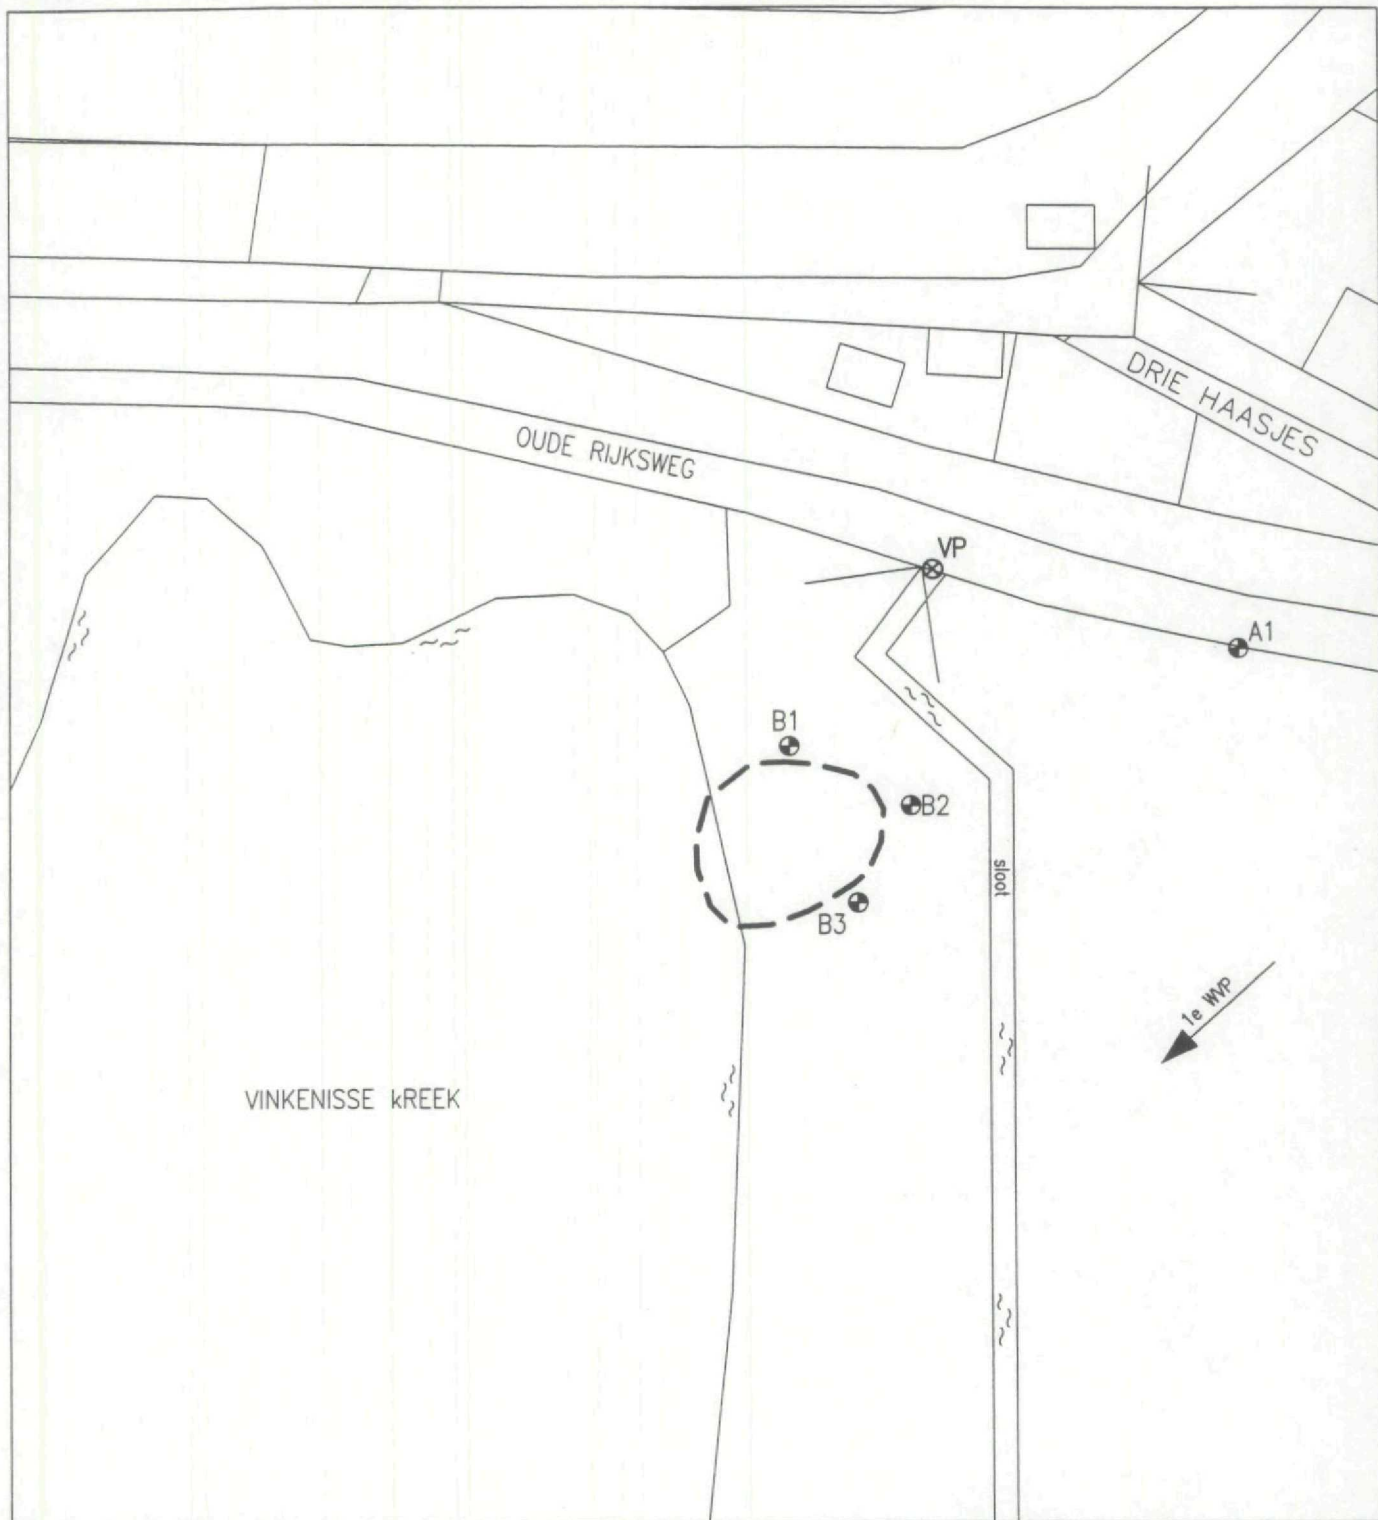 DRIE HAASJES
OUDE RIJKSWEG
VP
A1
B1
B2
sloot
B3
1e WVP
VINKENISSE kREEK